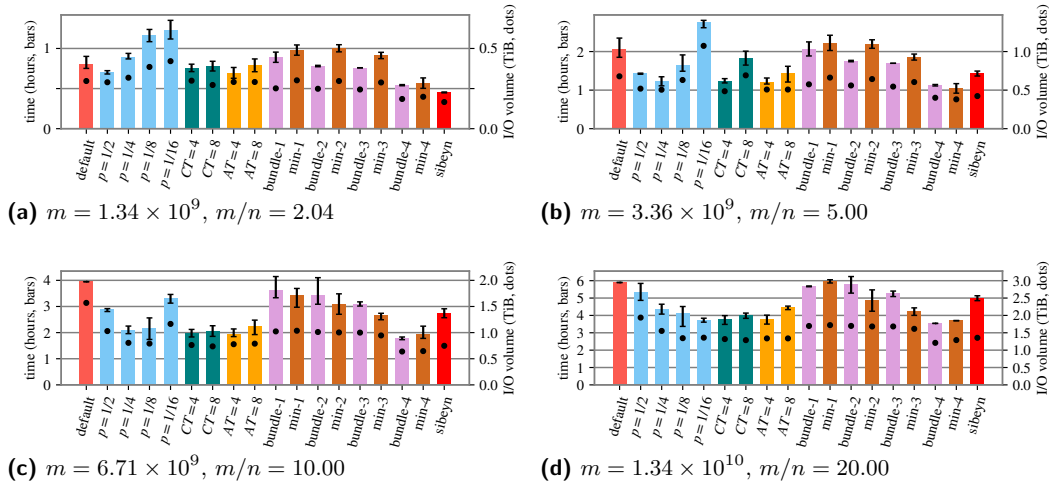 time (hours, bars)
1
0
0.5
0.0
I/O volume (TiB, dots)
default
p = 1/2
p = 1/4
p = 1/8
p = 1/16
CT = 4
CT = 8
AT = 4
AT = 8
bundle-1
min-1
bundle-2
min-2
bundle-3
min-3
bundle-4
min-4
sibeyn
(a) m = 1.34 × 10⁹, m/n = 2.04
time (hours, bars)
2
1
0
1.0
0.5
0.0
I/O volume (TiB, dots)
default
p = 1/2
p = 1/4
p = 1/8
p = 1/16
CT = 4
CT = 8
AT = 4
AT = 8
bundle-1
min-1
bundle-2
min-2
bundle-3
min-3
bundle-4
min-4
sibeyn
(b) m = 3.36 × 10⁹, m/n = 5.00
time (hours, bars)
4
3
2
1
0
2.0
1.5
1.0
0.5
0.0
I/O volume (TiB, dots)
default
p = 1/2
p = 1/4
p = 1/8
p = 1/16
CT = 4
CT = 8
AT = 4
AT = 8
bundle-1
min-1
bundle-2
min-2
bundle-3
min-3
bundle-4
min-4
sibeyn
(c) m = 6.71 × 10⁹, m/n = 10.00
time (hours, bars)
6
5
4
3
2
1
0
3.0
2.5
2.0
1.5
1.0
0.5
0.0
I/O volume (TiB, dots)
default
p = 1/2
p = 1/4
p = 1/8
p = 1/16
CT = 4
CT = 8
AT = 4
AT = 8
bundle-1
min-1
bundle-2
min-2
bundle-3
min-3
bundle-4
min-4
sibeyn
(d) m = 1.34 × 10¹⁰, m/n = 20.00